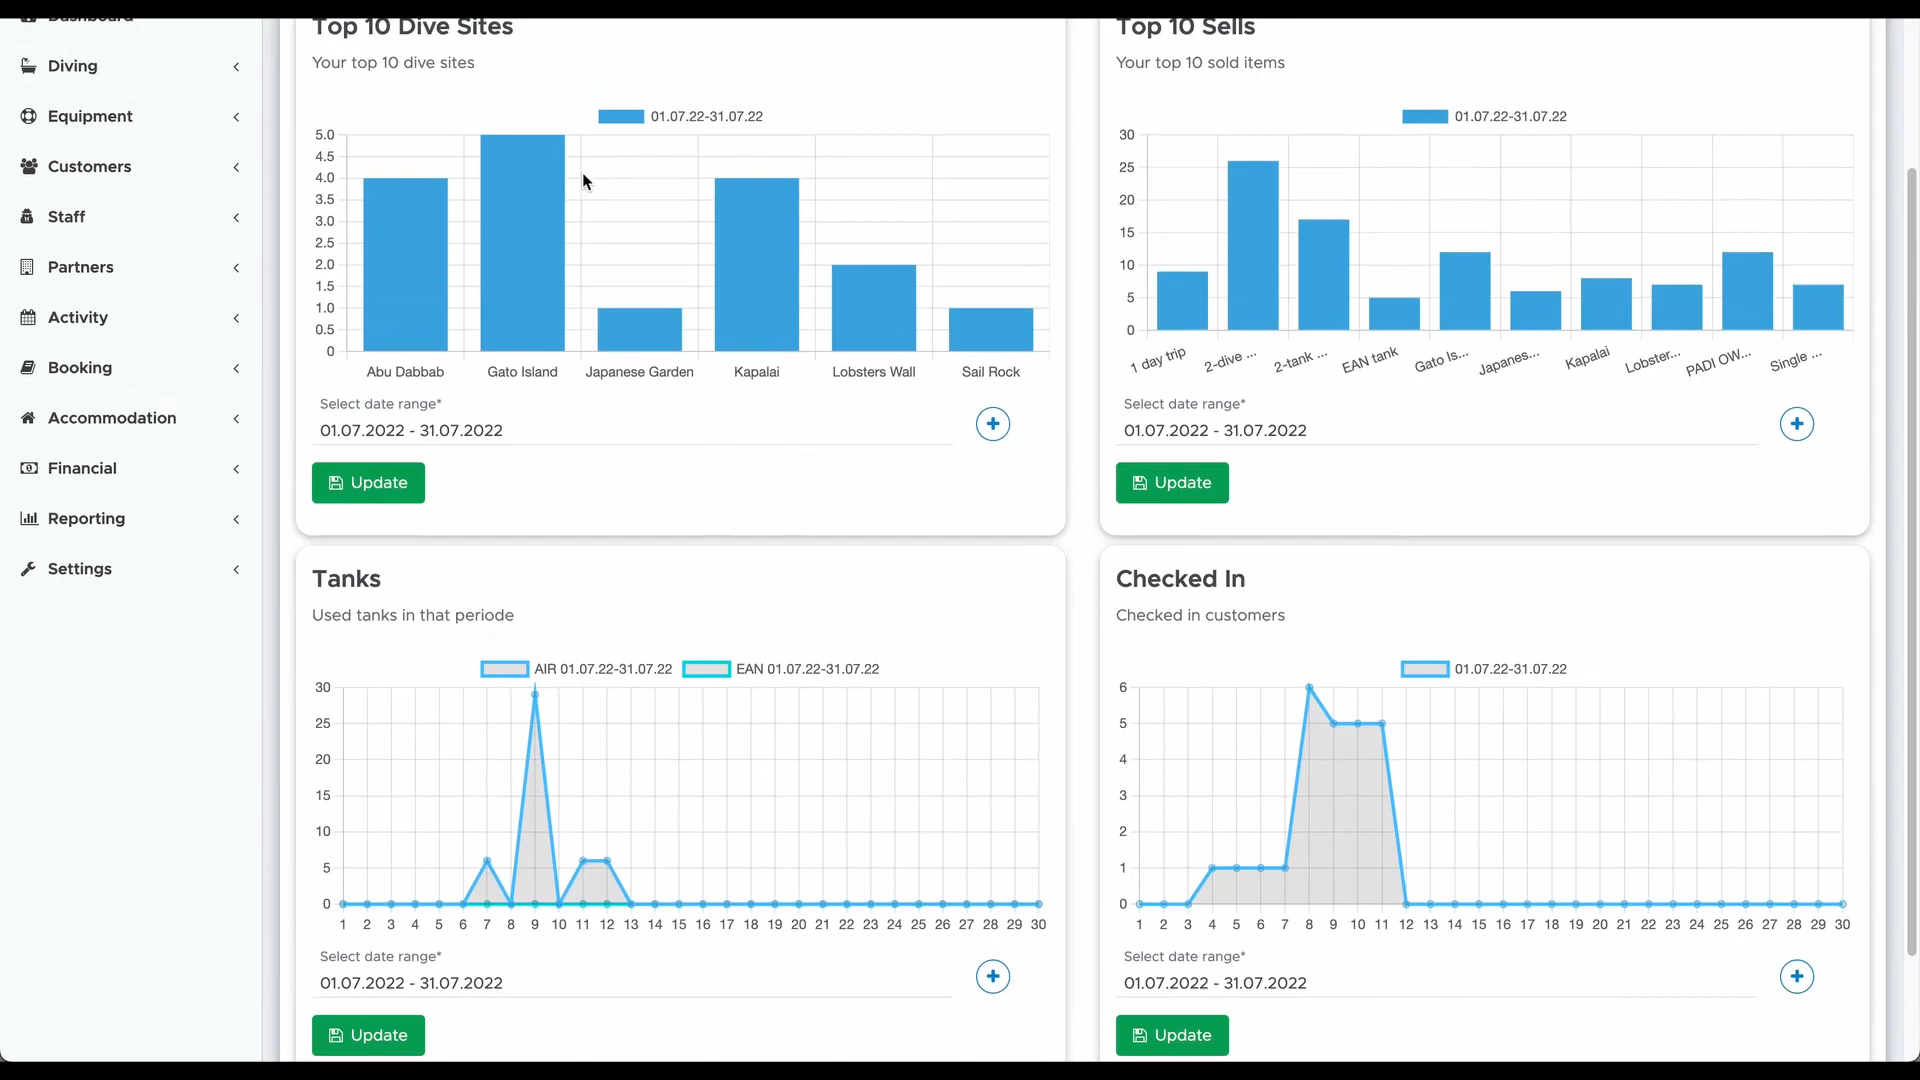 Dashboard
Diving
Equipment
Customers
Staff
Partners
Activity
Booking
Accommodation
Financial
Reporting
Settings
Top 10 Dive Sites
Your top 10 dive sites
01.07.22-31.07.22
5.0
4.5
4.0
3.5
3.0
2.5
2.0
1.5
1.0
0.5
0
Abu Dabbab Gato Island Japanese Garden Kapalai Lobsters Wall Sail Rock
Select date range*
01.07.2022 - 31.07.2022
Update
Top 10 Sells
Your top 10 sold items
01.07.22-31.07.22
30
25
20
15
10
5
0
1 day trip 2-dive ... 2-tank ... EAN tank Gato Is... Japanes... Kapalai Lobster... PADI OW... Single ...
Select date range*
01.07.2022 - 31.07.2022
Update
Tanks
Used tanks in that periode
AIR 01.07.22-31.07.22 EAN 01.07.22-31.07.22
30
25
20
15
10
5
0
1 2 3 4 5 6 7 8 9 10 11 12 13 14 15 16 17 18 19 20 21 22 23 24 25 26 27 28 29 30
Select date range*
01.07.2022 - 31.07.2022
Update
Checked In
Checked in customers
01.07.22-31.07.22
6
5
4
3
2
1
0
1 2 3 4 5 6 7 8 9 10 11 12 13 14 15 16 17 18 19 20 21 22 23 24 25 26 27 28 29 30
Select date range*
01.07.2022 - 31.07.2022
Update